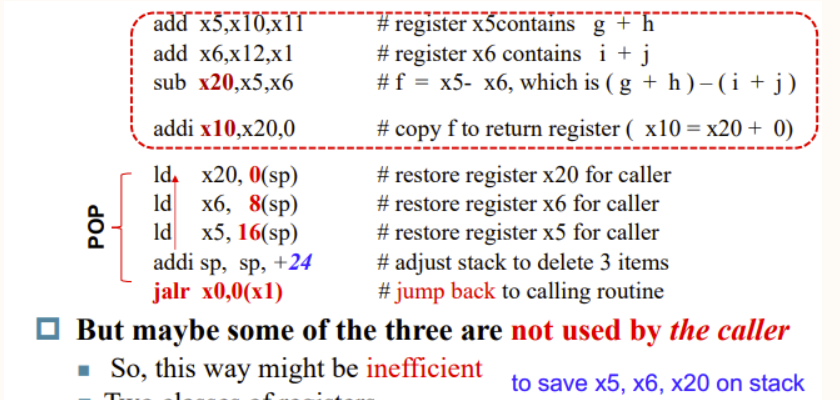 add x5,x10,x11 # register x5contains g + h
add x6,x12,x1 # register x6 contains i + j
sub x20,x5,x6 # f = x5- x6, which is ( g + h ) – ( i + j )
addi x10,x20,0 # copy f to return register ( x10 = x20 + 0)
ld x20, 0(sp) # restore register x20 for caller
ld x6, 8(sp) # restore register x6 for caller
ld x5, 16(sp) # restore register x5 for caller
addi sp, sp, +24 # adjust stack to delete 3 items
jalr x0,0(x1) # jump back to calling routine
POP
But maybe some of the three are not used by the caller
So, this way might be inefficient
to save x5, x6, x20 on stack